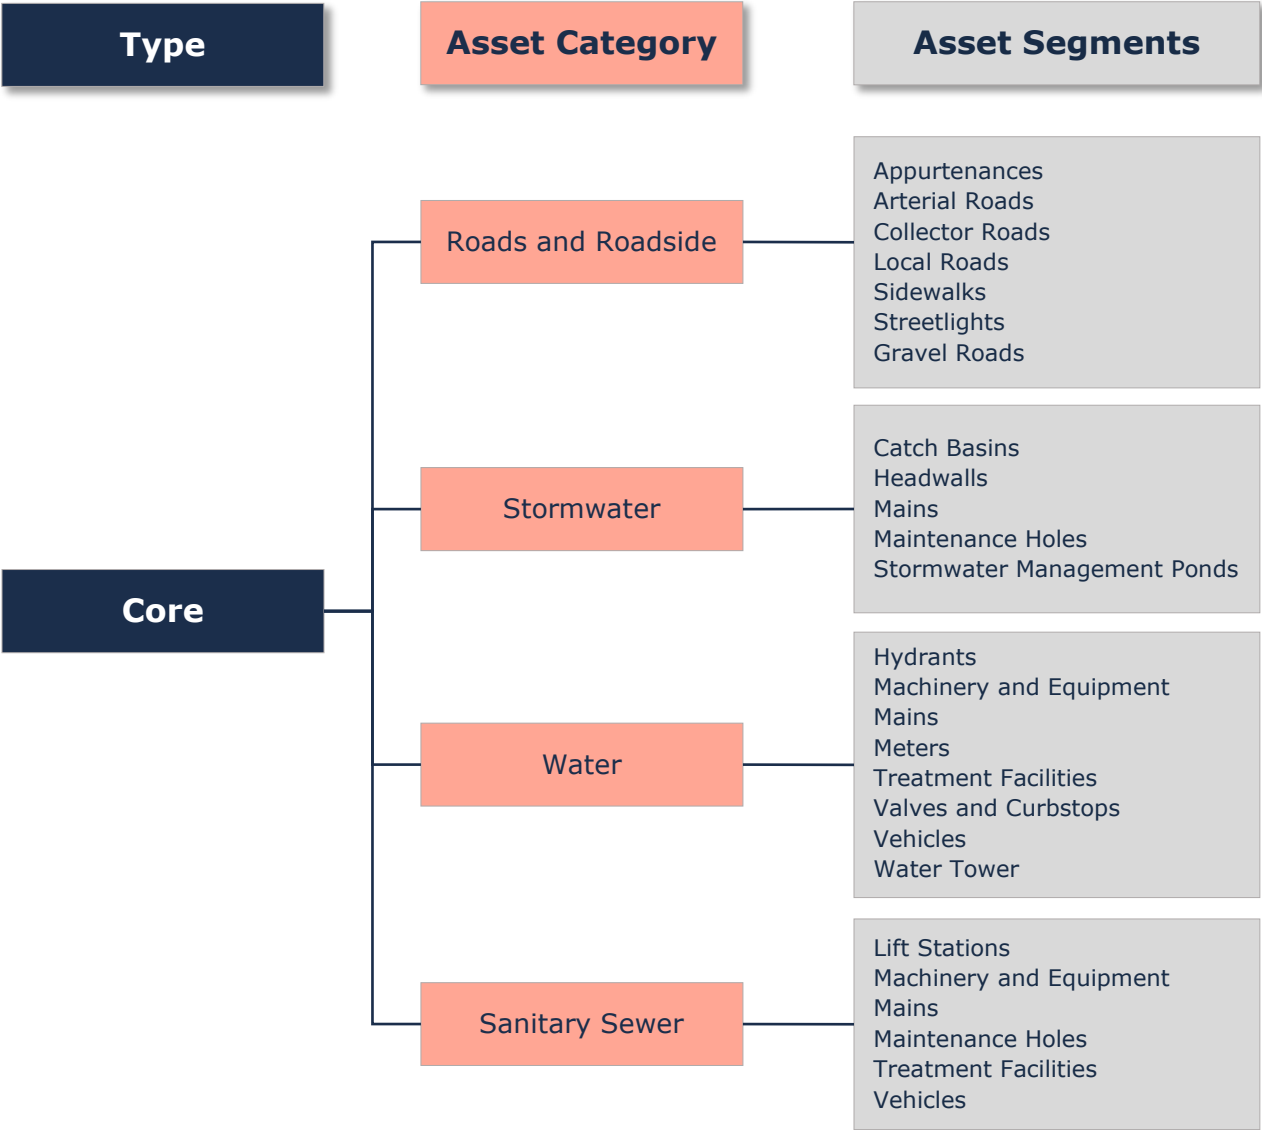 Type
Asset Category
Asset Segments
Core
Roads and Roadside
Appurtenances
Arterial Roads
Collector Roads
Local Roads
Sidewalks
Streetlights
Gravel Roads
Stormwater
Catch Basins
Headwalls
Mains
Maintenance Holes
Stormwater Management Ponds
Water
Hydrants
Machinery and Equipment
Mains
Meters
Treatment Facilities
Valves and Curbstops
Vehicles
Water Tower
Sanitary Sewer
Lift Stations
Machinery and Equipment
Mains
Maintenance Holes
Treatment Facilities
Vehicles